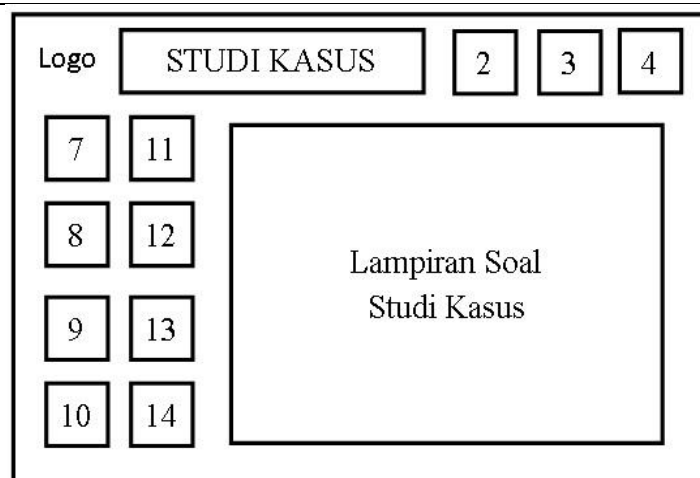 Logo STUDI KASUS 2 3 4
7 11
8 12
9 13
10 14
Lampiran Soal
Studi Kasus